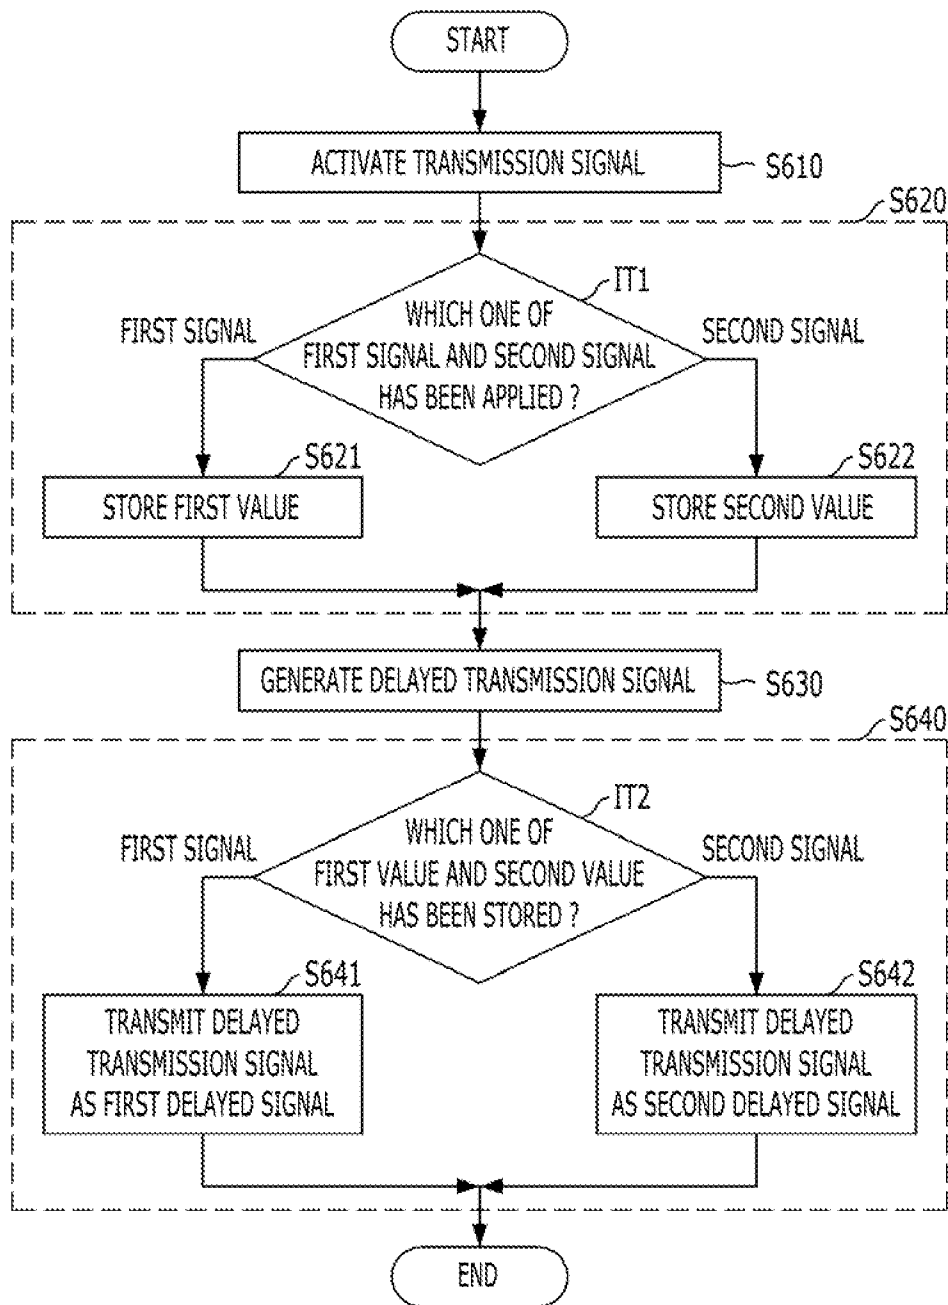 START
ACTIVATE TRANSMISSION SIGNAL
S610
S620
IT1
WHICH ONE OF
FIRST SIGNAL AND SECOND SIGNAL
HAS BEEN APPLIED ?
FIRST SIGNAL
SECOND SIGNAL
S621
STORE FIRST VALUE
S622
STORE SECOND VALUE
GENERATE DELAYED TRANSMISSION SIGNAL
S630
S640
IT2
WHICH ONE OF
FIRST VALUE AND SECOND VALUE
HAS BEEN STORED ?
FIRST SIGNAL
SECOND SIGNAL
S641
TRANSMIT DELAYED
TRANSMISSION SIGNAL
AS FIRST DELAYED SIGNAL
S642
TRANSMIT DELAYED
TRANSMISSION SIGNAL
AS SECOND DELAYED SIGNAL
END